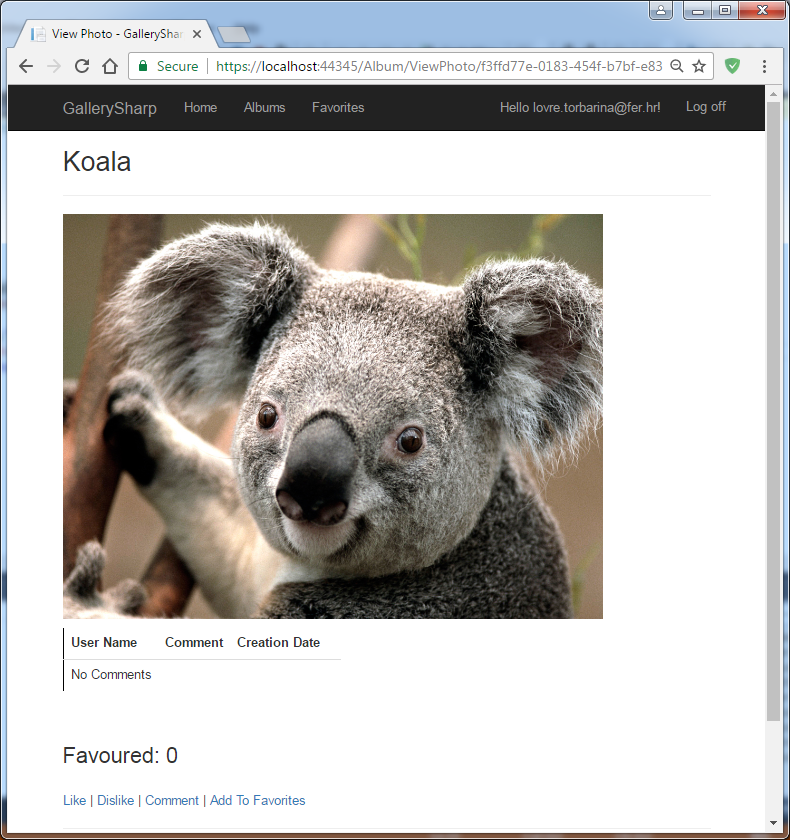 View Photo - GalleryShar
Secure https://localhost:44345/Album/ViewPhoto/f3ffd77e-0183-454f-b7bf-e83
GallerySharp Home Albums Favorites Hello lovre.torbarina@fer.hr! Log off
Koala
User Name Comment Creation Date
No Comments
Favoured: 0
Like | Dislike | Comment | Add To Favorites